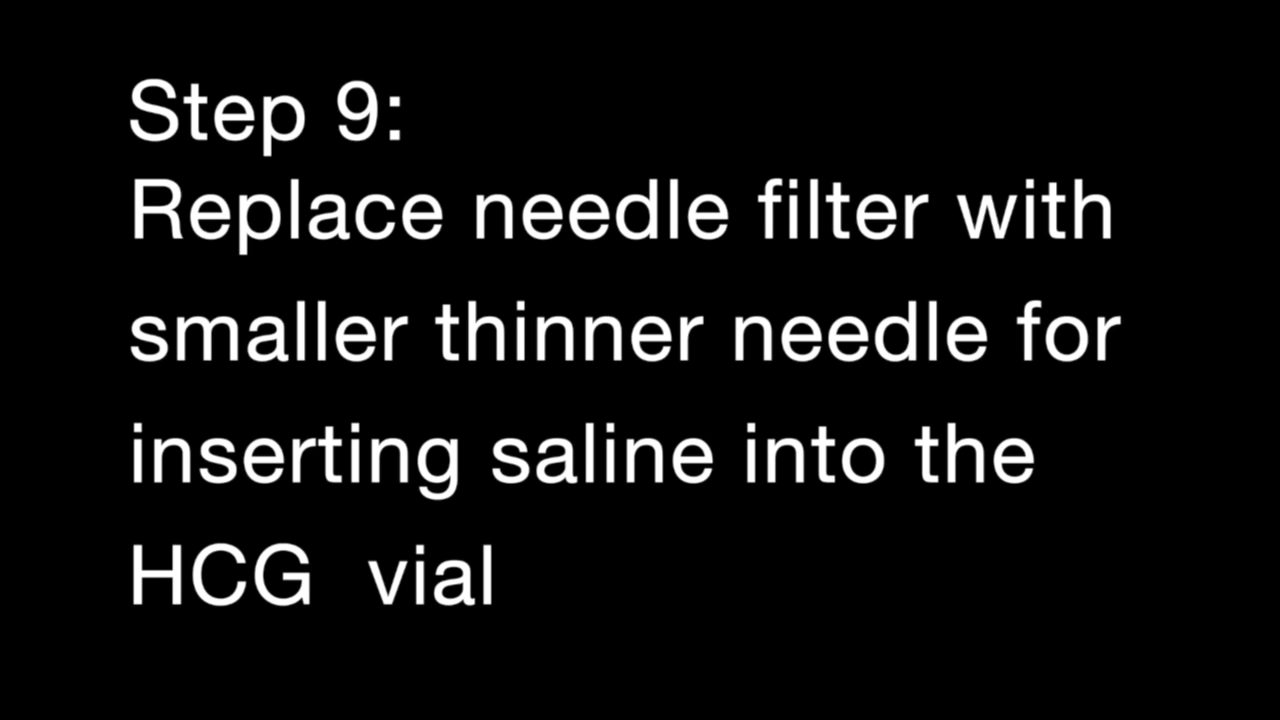 Step 9:
Replace needle filter with
smaller thinner needle for
inserting saline into the
HCG  vial